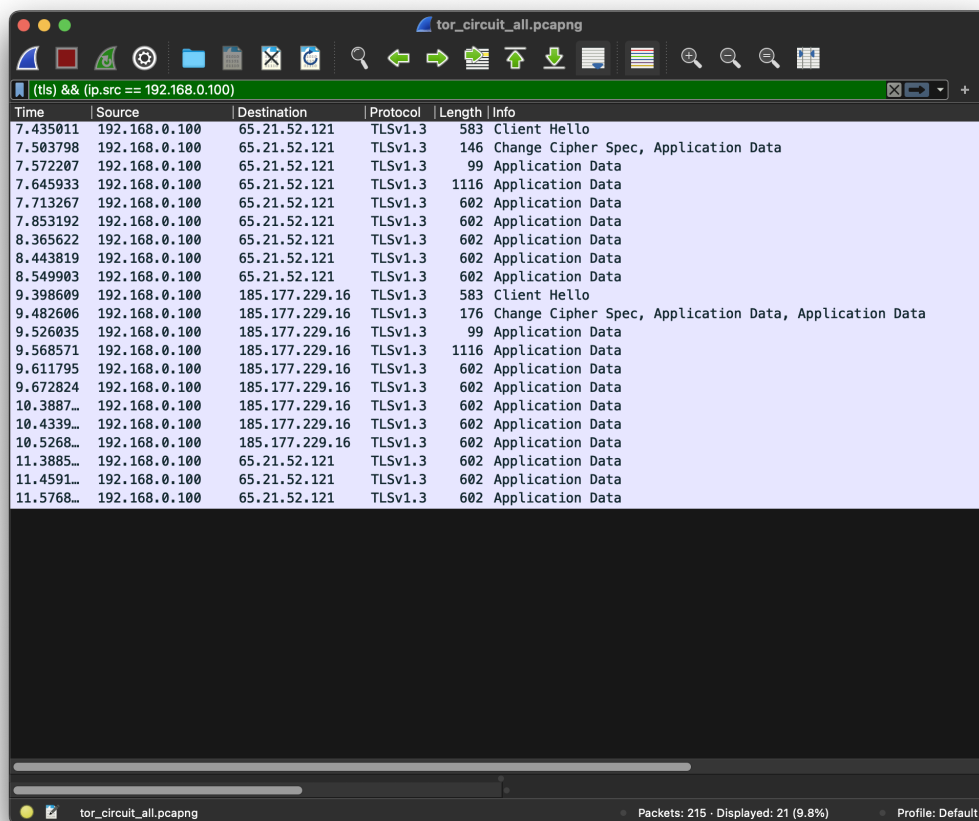 tor_circuit_all.pcapng
(tls) && (ip.src == 192.168.0.100)
Time Source Destination Protocol Length Info
7.435011 192.168.0.100 65.21.52.121 TLSv1.3 583 Client Hello
7.503798 192.168.0.100 65.21.52.121 TLSv1.3 146 Change Cipher Spec, Application Data
7.572207 192.168.0.100 65.21.52.121 TLSv1.3 99 Application Data
7.645933 192.168.0.100 65.21.52.121 TLSv1.3 1116 Application Data
7.713267 192.168.0.100 65.21.52.121 TLSv1.3 602 Application Data
7.853192 192.168.0.100 65.21.52.121 TLSv1.3 602 Application Data
8.365622 192.168.0.100 65.21.52.121 TLSv1.3 602 Application Data
8.443819 192.168.0.100 65.21.52.121 TLSv1.3 602 Application Data
8.549903 192.168.0.100 65.21.52.121 TLSv1.3 602 Application Data
9.398609 192.168.0.100 185.177.229.16 TLSv1.3 583 Client Hello
9.482606 192.168.0.100 185.177.229.16 TLSv1.3 176 Change Cipher Spec, Application Data, Application Data
9.526035 192.168.0.100 185.177.229.16 TLSv1.3 99 Application Data
9.568571 192.168.0.100 185.177.229.16 TLSv1.3 1116 Application Data
9.611795 192.168.0.100 185.177.229.16 TLSv1.3 602 Application Data
9.672824 192.168.0.100 185.177.229.16 TLSv1.3 602 Application Data
10.3887… 192.168.0.100 185.177.229.16 TLSv1.3 602 Application Data
10.4339… 192.168.0.100 185.177.229.16 TLSv1.3 602 Application Data
10.5268… 192.168.0.100 185.177.229.16 TLSv1.3 602 Application Data
11.3885… 192.168.0.100 65.21.52.121 TLSv1.3 602 Application Data
11.4591… 192.168.0.100 65.21.52.121 TLSv1.3 602 Application Data
11.5768… 192.168.0.100 65.21.52.121 TLSv1.3 602 Application Data
tor_circuit_all.pcapng Packets: 215 · Displayed: 21 (9.8%) Profile: Default